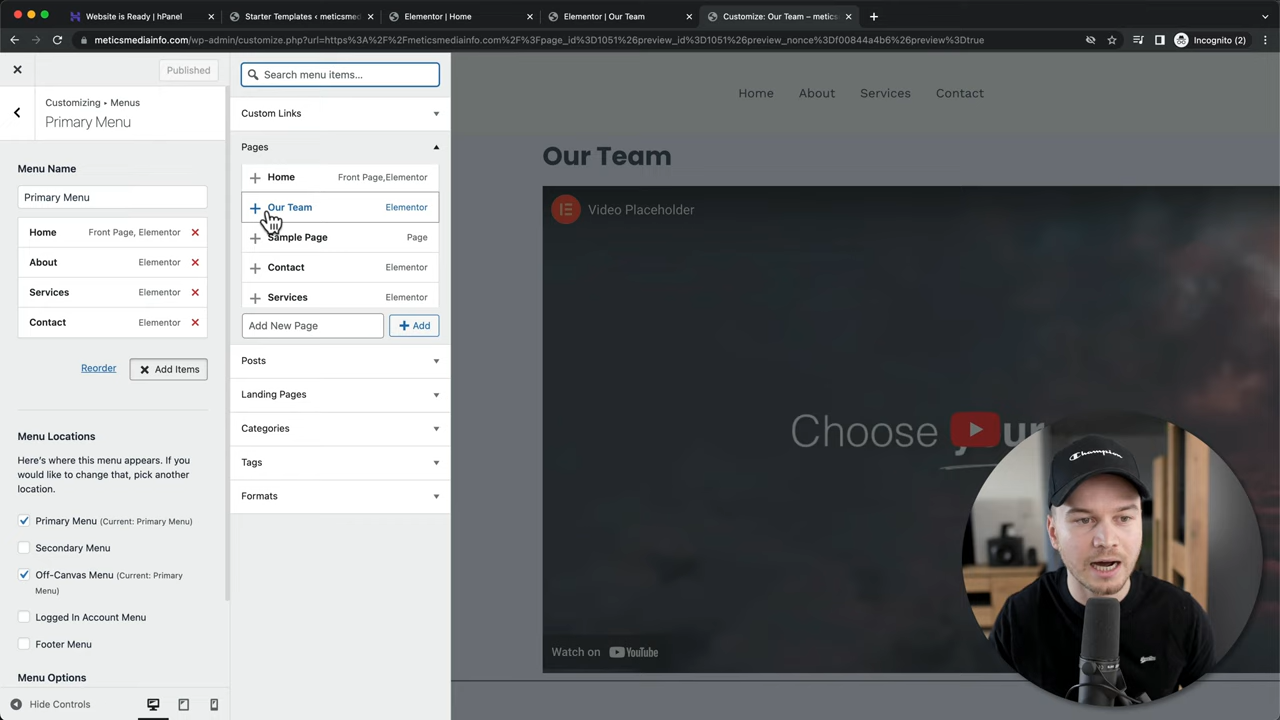 Website is Ready | hPanel
Starter Templates ‹ meticsmed
Elementor | Home
Elementor | Our Team
Customize: Our Team – metics
meticsmediainfo.com/wp-admin/customize.php?url=https%3A%2F%2Fmeticsmediainfo.com%2F%3Fpage_id%3D1051%26preview_id%3D1051%26preview_nonce%3Df00844a4b6%26preview%3Dtrue
Incognito (2)
Published
Customizing ▸ Menus
Primary Menu
Menu Name
Primary Menu
Home Front Page, Elementor
About Elementor
Services Elementor
Contact Elementor
Reorder
Add Items
Menu Locations
Here's where this menu appears. If you
would like to change that, pick another
location.
Primary Menu (Current: Primary Menu)
Secondary Menu
Off-Canvas Menu (Current: Primary
Menu)
Logged In Account Menu
Footer Menu
Menu Options
Hide Controls
Search menu items...
Custom Links
Pages
Home Front Page,Elementor
Our Team Elementor
Sample Page Page
Contact Elementor
Services Elementor
Add New Page
Add
Posts
Landing Pages
Categories
Tags
Formats
Home About Services Contact
Our Team
Video Placeholder
Choose your
Watch on YouTube
Champion